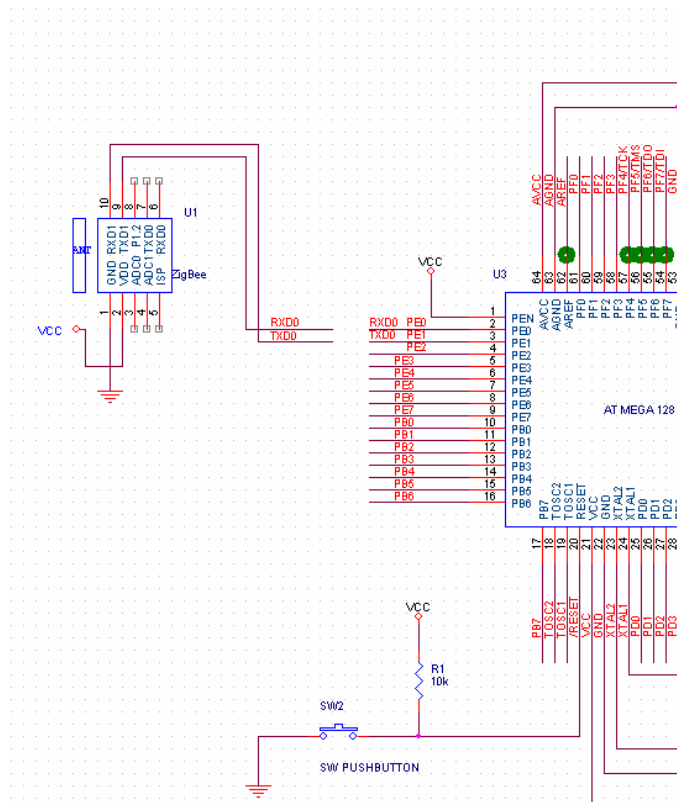 10
9
8
7
6
GND RXD1
VDD TXD1
ADC0 P1.2
ADC1 TXD0
ISP RXD0
1
2
3
4
5
U1
ANT
ZigBee
VCC
RXD0
TXD0
VCC
U3
RXD0 PE0
TXD0 PE1
PE2
PE3
PE4
PE5
PE6
PE7
PB0
PB1
PB2
PB3
PB4
PB5
PB6
1
2
3
4
5
6
7
8
9
10
11
12
13
14
15
16
PEN
PE0
PE1
PE2
PE3
PE4
PE5
PE6
PE7
PB0
PB1
PB2
PB3
PB4
PB5
PB6
AVCC
AGND
AREF
PF0
PF1
PF2
PF3
PF4/TCK
PF5/TMS
PF6/TDO
PF7/TDI
GND
64
63
62
61
60
59
58
57
56
55
54
53
AVCC
AGND
AREF
PF0
PF1
PF2
PF3
PF4
PF5
PF6
PF7
AT MEGA 128
PB7
TOSC2
TOSC1
RESET
VCC
GND
XTAL2
XTAL1
PD0
PD1
PD2
17
18
19
20
21
22
23
24
25
26
27
28
PB7
TOSC2
TOSC1
/RESET
VCC
GND
XTAL2
XTAL1
PD0
PD1
PD2
PD3
VCC
R1
10k
SW2
SW PUSHBUTTON